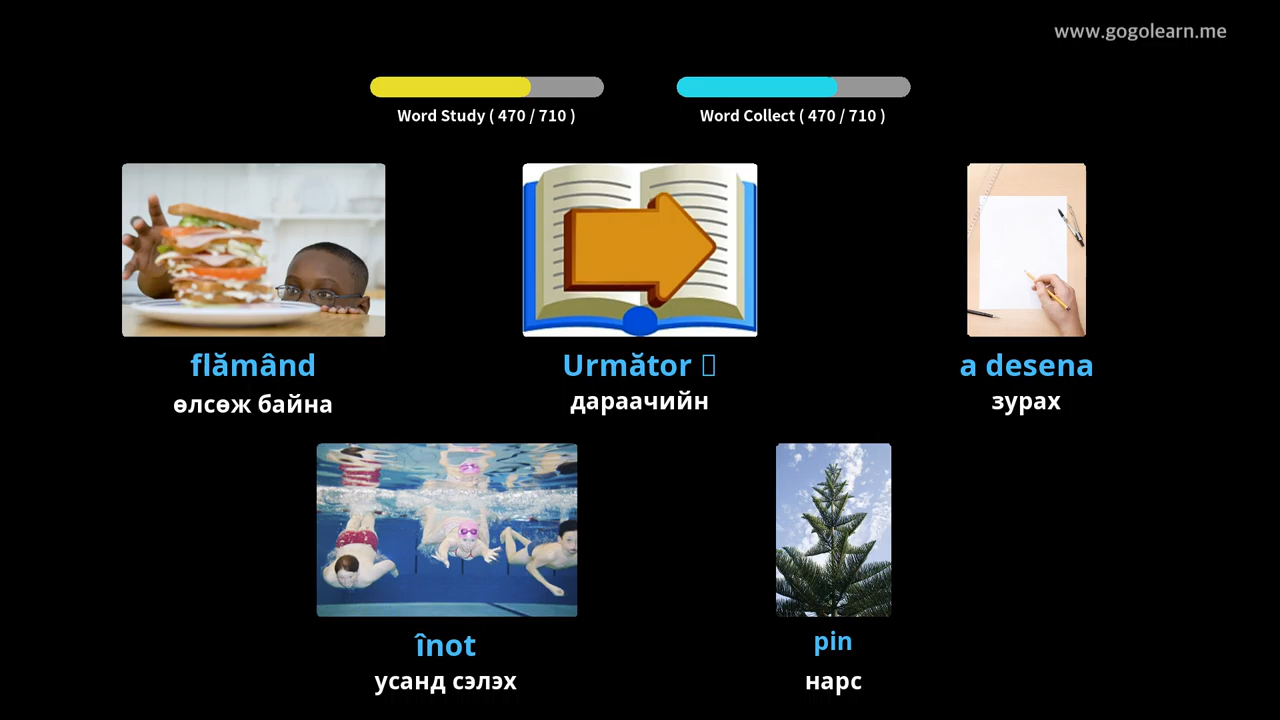 www.gogolearn.me
Word Study ( 470 / 710 )
Word Collect ( 470 / 710 )
flămând
Următor
a desena
өлсөж байна
дараачийн
зурах
înot
pin
усанд сэлэх
нарс